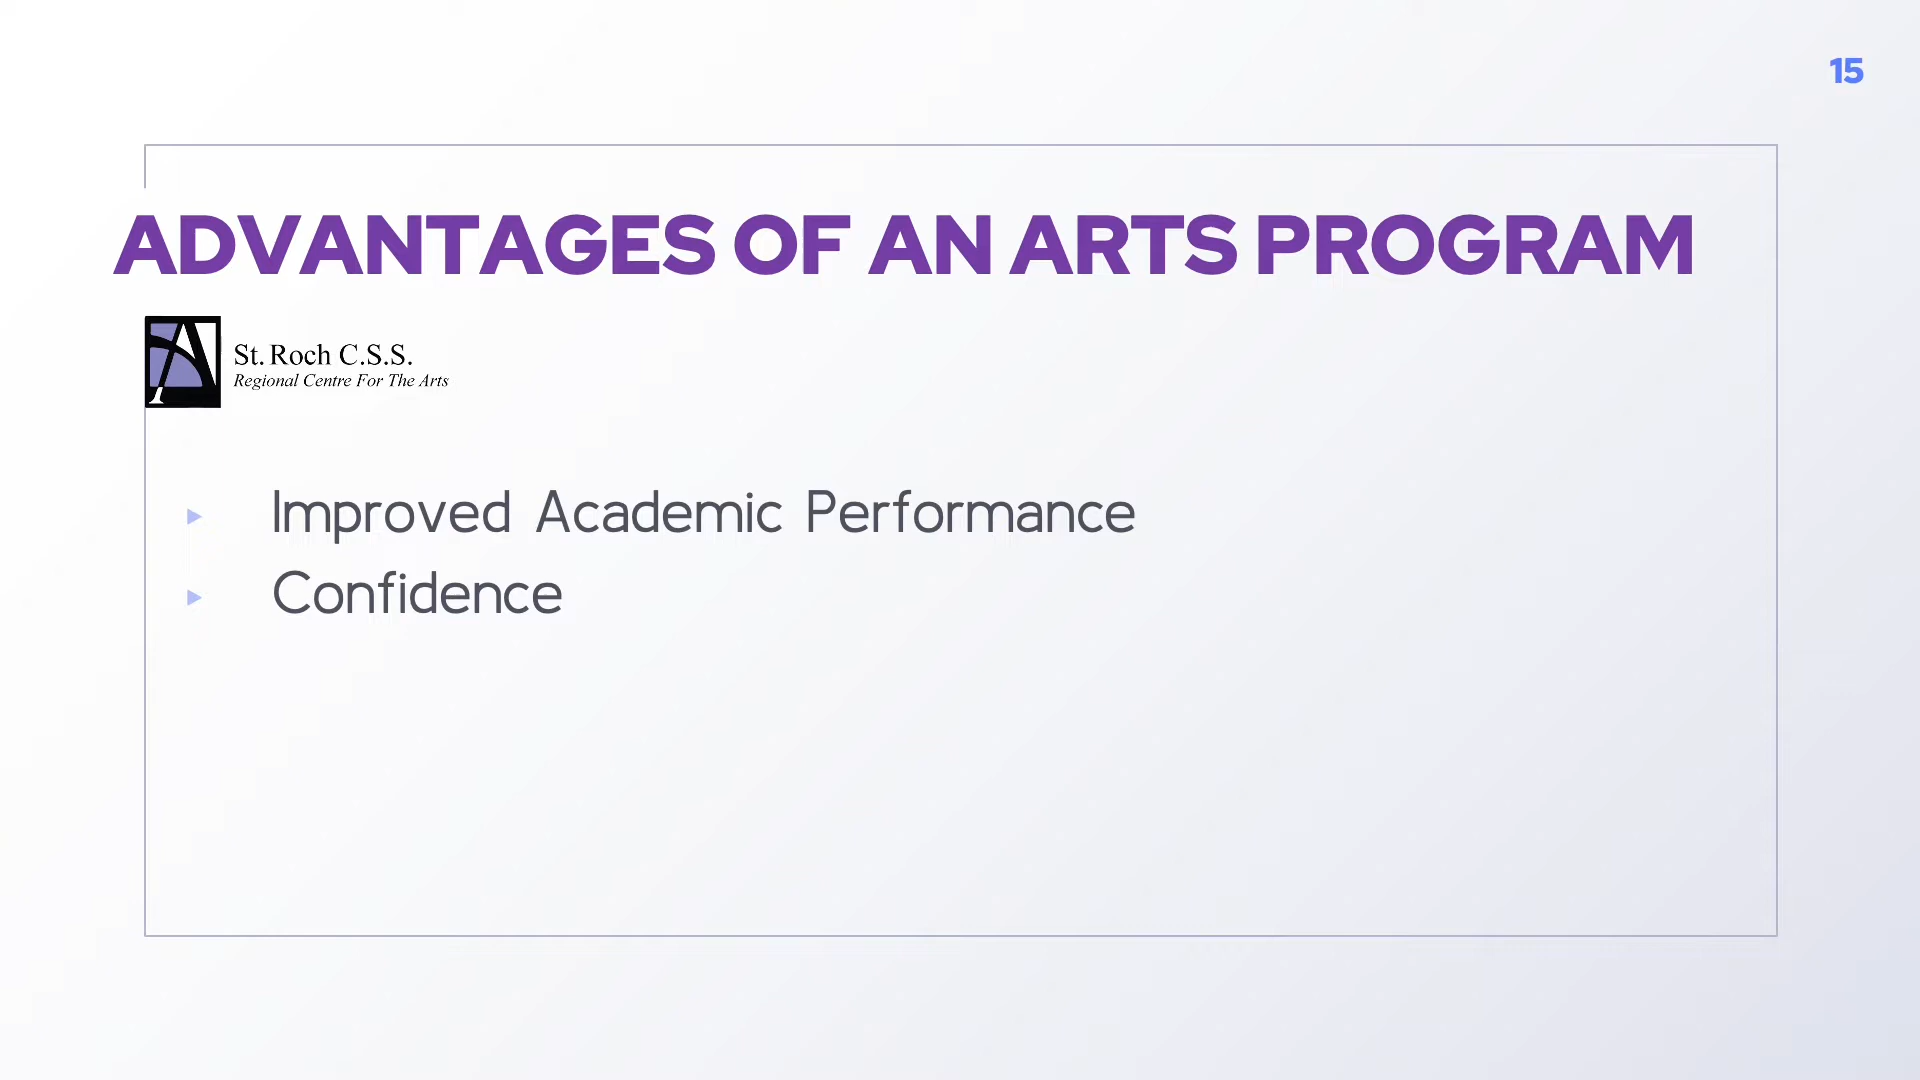 15
ADVANTAGES OF AN ARTS PROGRAM
St. Roch C.S.S.
Regional Centre For The Arts
Improved Academic Performance
Confidence